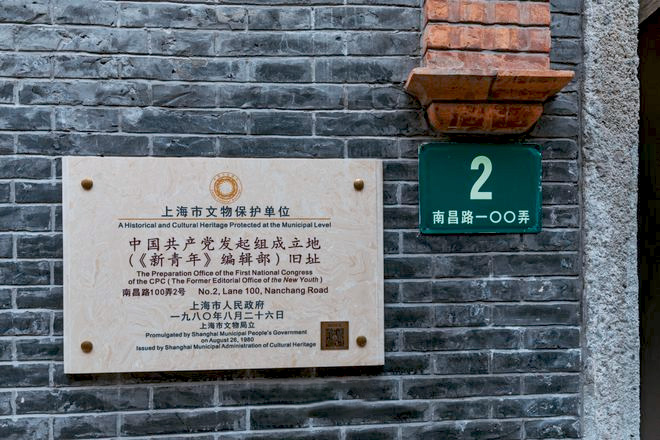 上海市文物保护单位
A Historical and Cultural Heritage Protected at the Municipal Level
中国共产党发起组成立地
(《新青年》编辑部) 旧址
The Preparation Office of the First National Congress
of the CPC ( The Former Editorial Office of the New Youth )
南昌路100弄2号 No.2, Lane 100, Nanchang Road
上海市人民政府
一九八〇年八月二十六日
上海市文物局立
Promulgated by Shanghai Municipal People's Government
on August 26, 1980
Issued by Shanghai Municipal Administration of Cultural Heritage
2
南昌路一〇〇弄